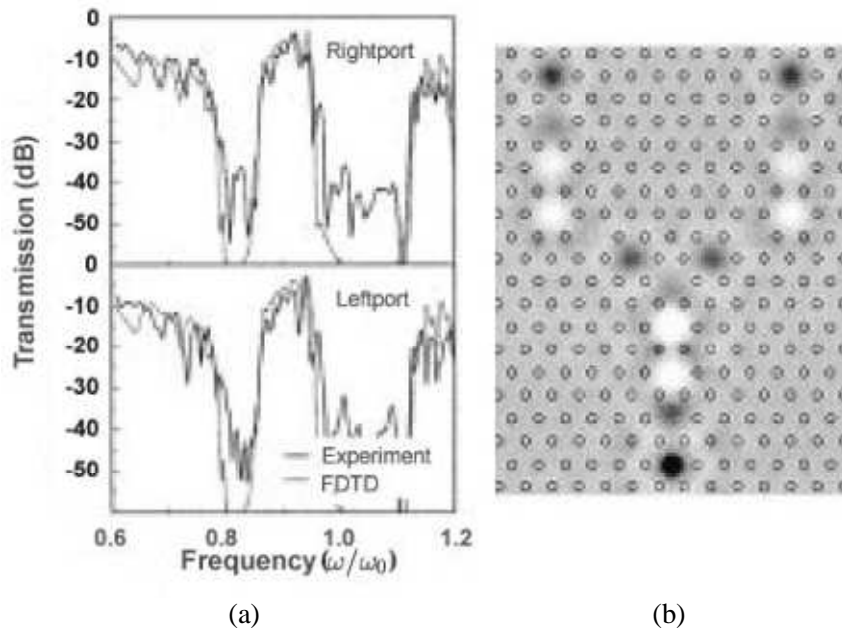 0
-10
-20
-30
-40
-50
0
-10
-20
-30
-40
-50
Transmission (dB)
Rightport
Leftport
Experiment
FDTD
0.6
0.8
1.0
1.2
Frequency (ω/ω₀)
(a)
(b)